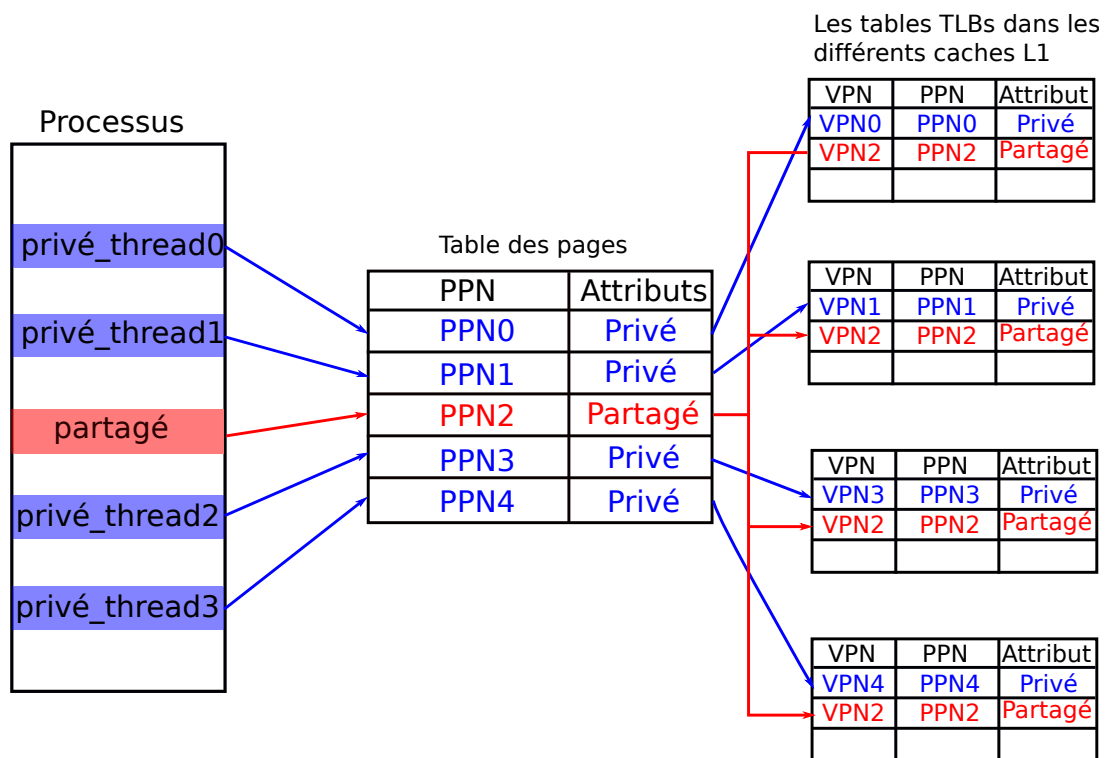 Les tables TLBs dans les
différents caches L1
Processus
privé_thread0
privé_thread1
partagé
privé_thread2
privé_thread3
Table des pages
PPN Attributs
PPN0 Privé
PPN1 Privé
PPN2 Partagé
PPN3 Privé
PPN4 Privé
VPN PPN Attribut
VPN0 PPN0 Privé
VPN2 PPN2 Partagé
VPN PPN Attribut
VPN1 PPN1 Privé
VPN2 PPN2 Partagé
VPN PPN Attribut
VPN3 PPN3 Privé
VPN2 PPN2 Partagé
VPN PPN Attribut
VPN4 PPN4 Privé
VPN2 PPN2 Partagé